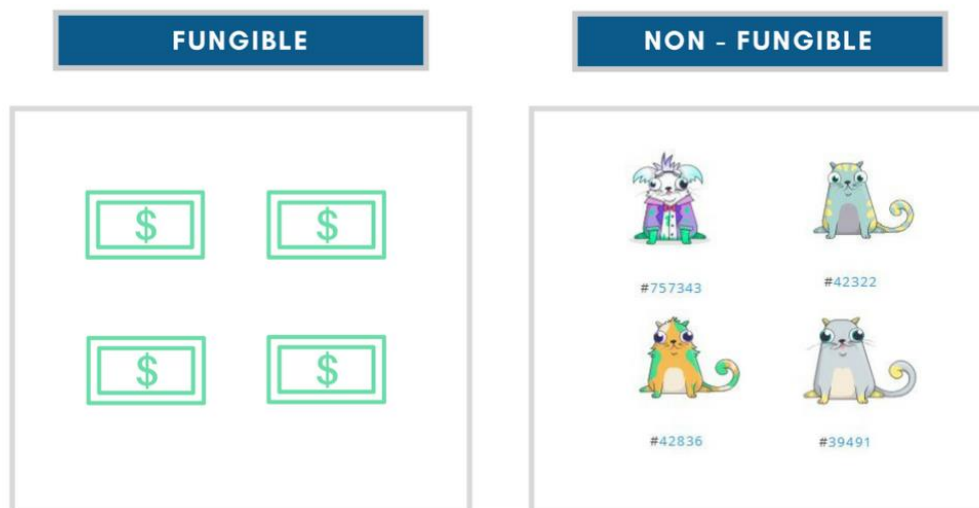 FUNGIBLE
NON - FUNGIBLE
$ $
$ $
#757343 #42322
#42836 #39491